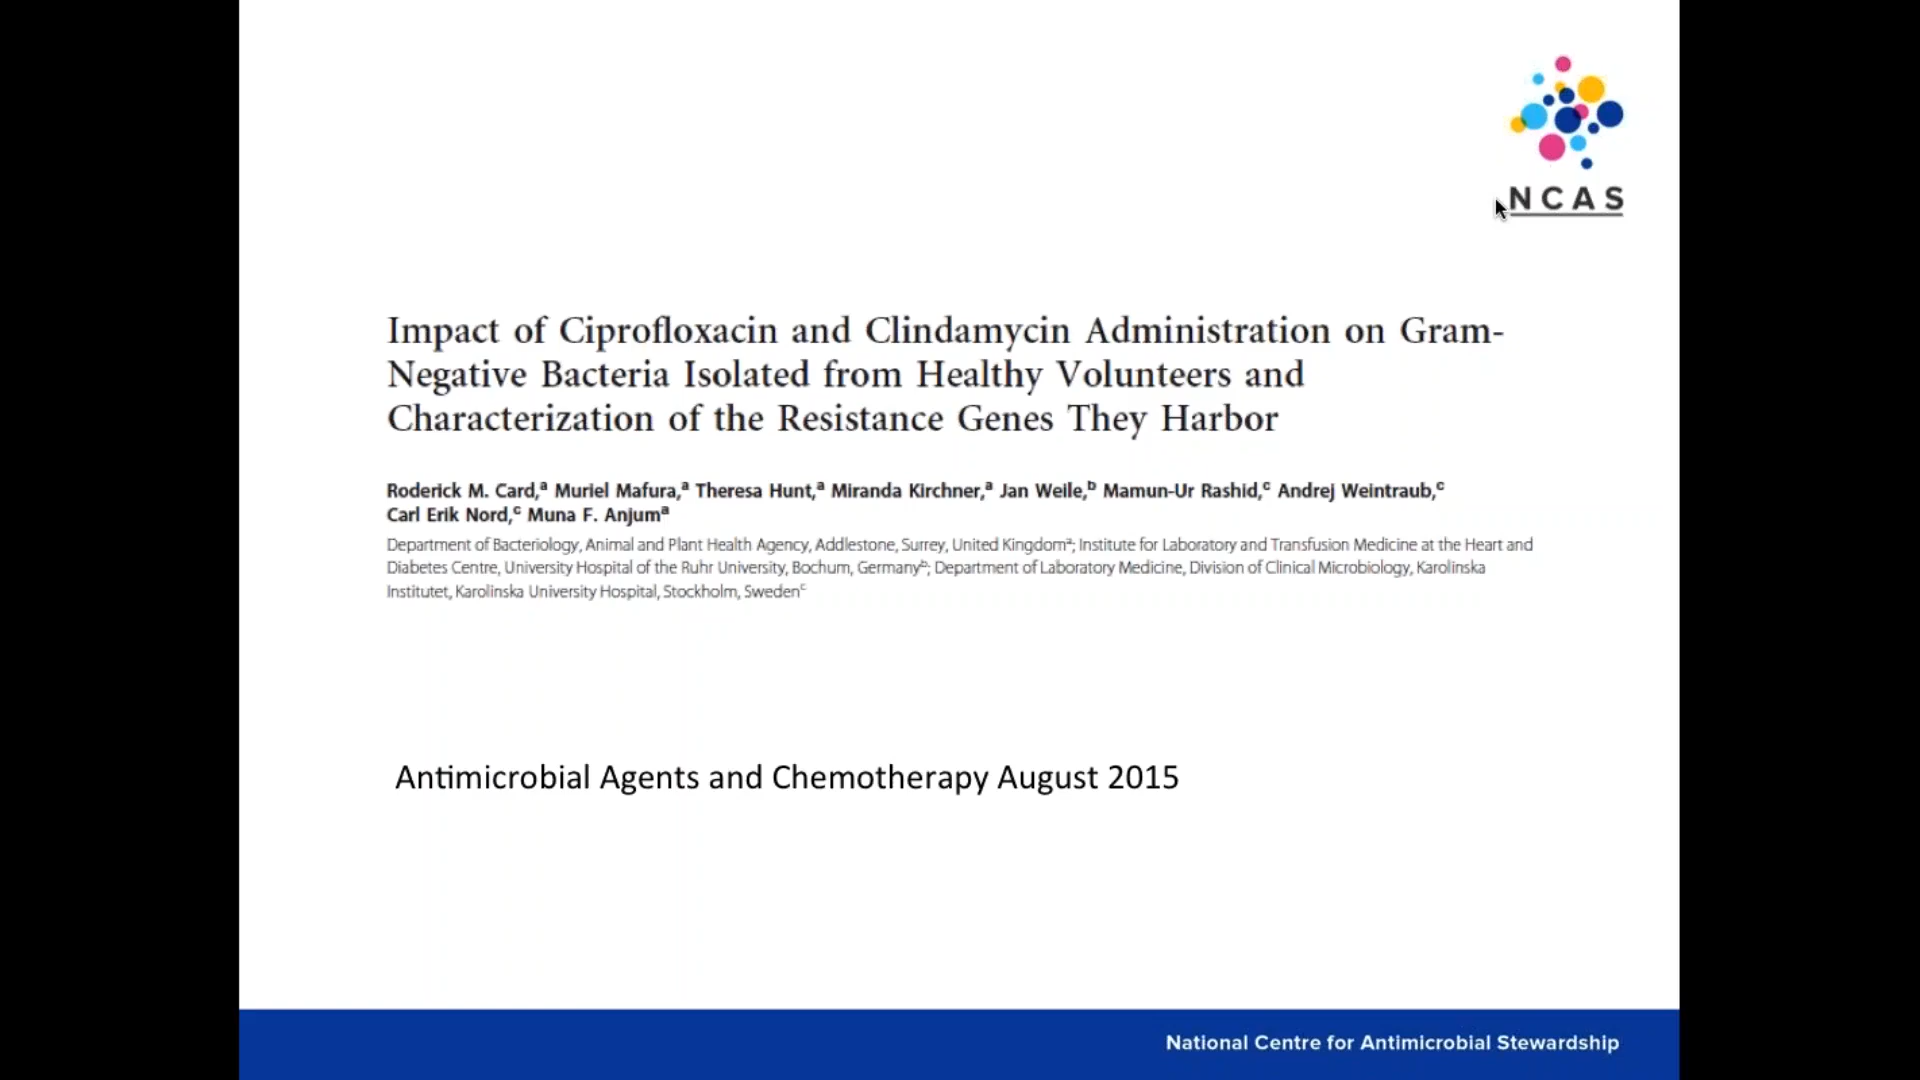 NCAS
Impact of Ciprofloxacin and Clindamycin Administration on Gram-
Negative Bacteria Isolated from Healthy Volunteers and
Characterization of the Resistance Genes They Harbor
Roderick M. Card,ᵃ Muriel Mafura,ᵃ Theresa Hunt,ᵃ Miranda Kirchner,ᵃ Jan Weile,ᵇ Mamun-Ur Rashid,ᶜ Andrej Weintraub,ᶜ
Carl Erik Nord,ᶜ Muna F. Anjumᵃ
Department of Bacteriology, Animal and Plant Health Agency, Addlestone, Surrey, United Kingdomᵃ; Institute for Laboratory and Transfusion Medicine at the Heart and
Diabetes Centre, University Hospital of the Ruhr University, Bochum, Germanyᵇ; Department of Laboratory Medicine, Division of Clinical Microbiology, Karolinska
Institutet, Karolinska University Hospital, Stockholm, Swedenᶜ
Antimicrobial Agents and Chemotherapy August 2015
National Centre for Antimicrobial Stewardship